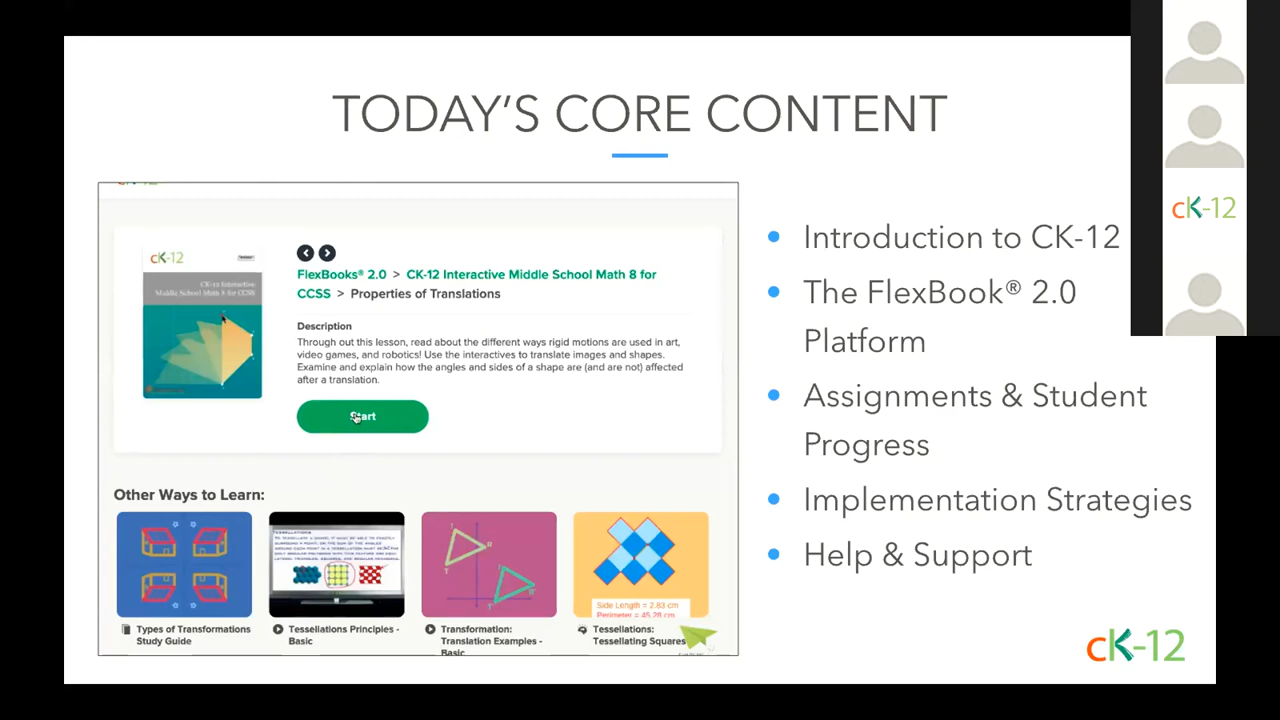 TODAY'S CORE CONTENT
cK-12
CK-12 Interactive
Middle School Math 8 for CCSS
FlexBooks® 2.0 > CK-12 Interactive Middle School Math 8 for
CCSS > Properties of Translations
Description
Through out this lesson, read about the different ways rigid motions are used in art,
video games, and robotics! Use the interactives to translate images and shapes.
Examine and explain how the angles and sides of a shape are (and are not) affected
after a translation.
Start
Other Ways to Learn:
TESSELLATIONS
Side Length = 2.83 cm
Perimeter = 45.28 cm
Types of Transformations
Study Guide
Tessellations Principles -
Basic
Transformation:
Translation Examples -
Basic
Tessellations:
Tessellating Squares
• Introduction to CK-12
• The FlexBook® 2.0
Platform
• Assignments & Student
Progress
• Implementation Strategies
• Help & Support
cK-12
cK-12